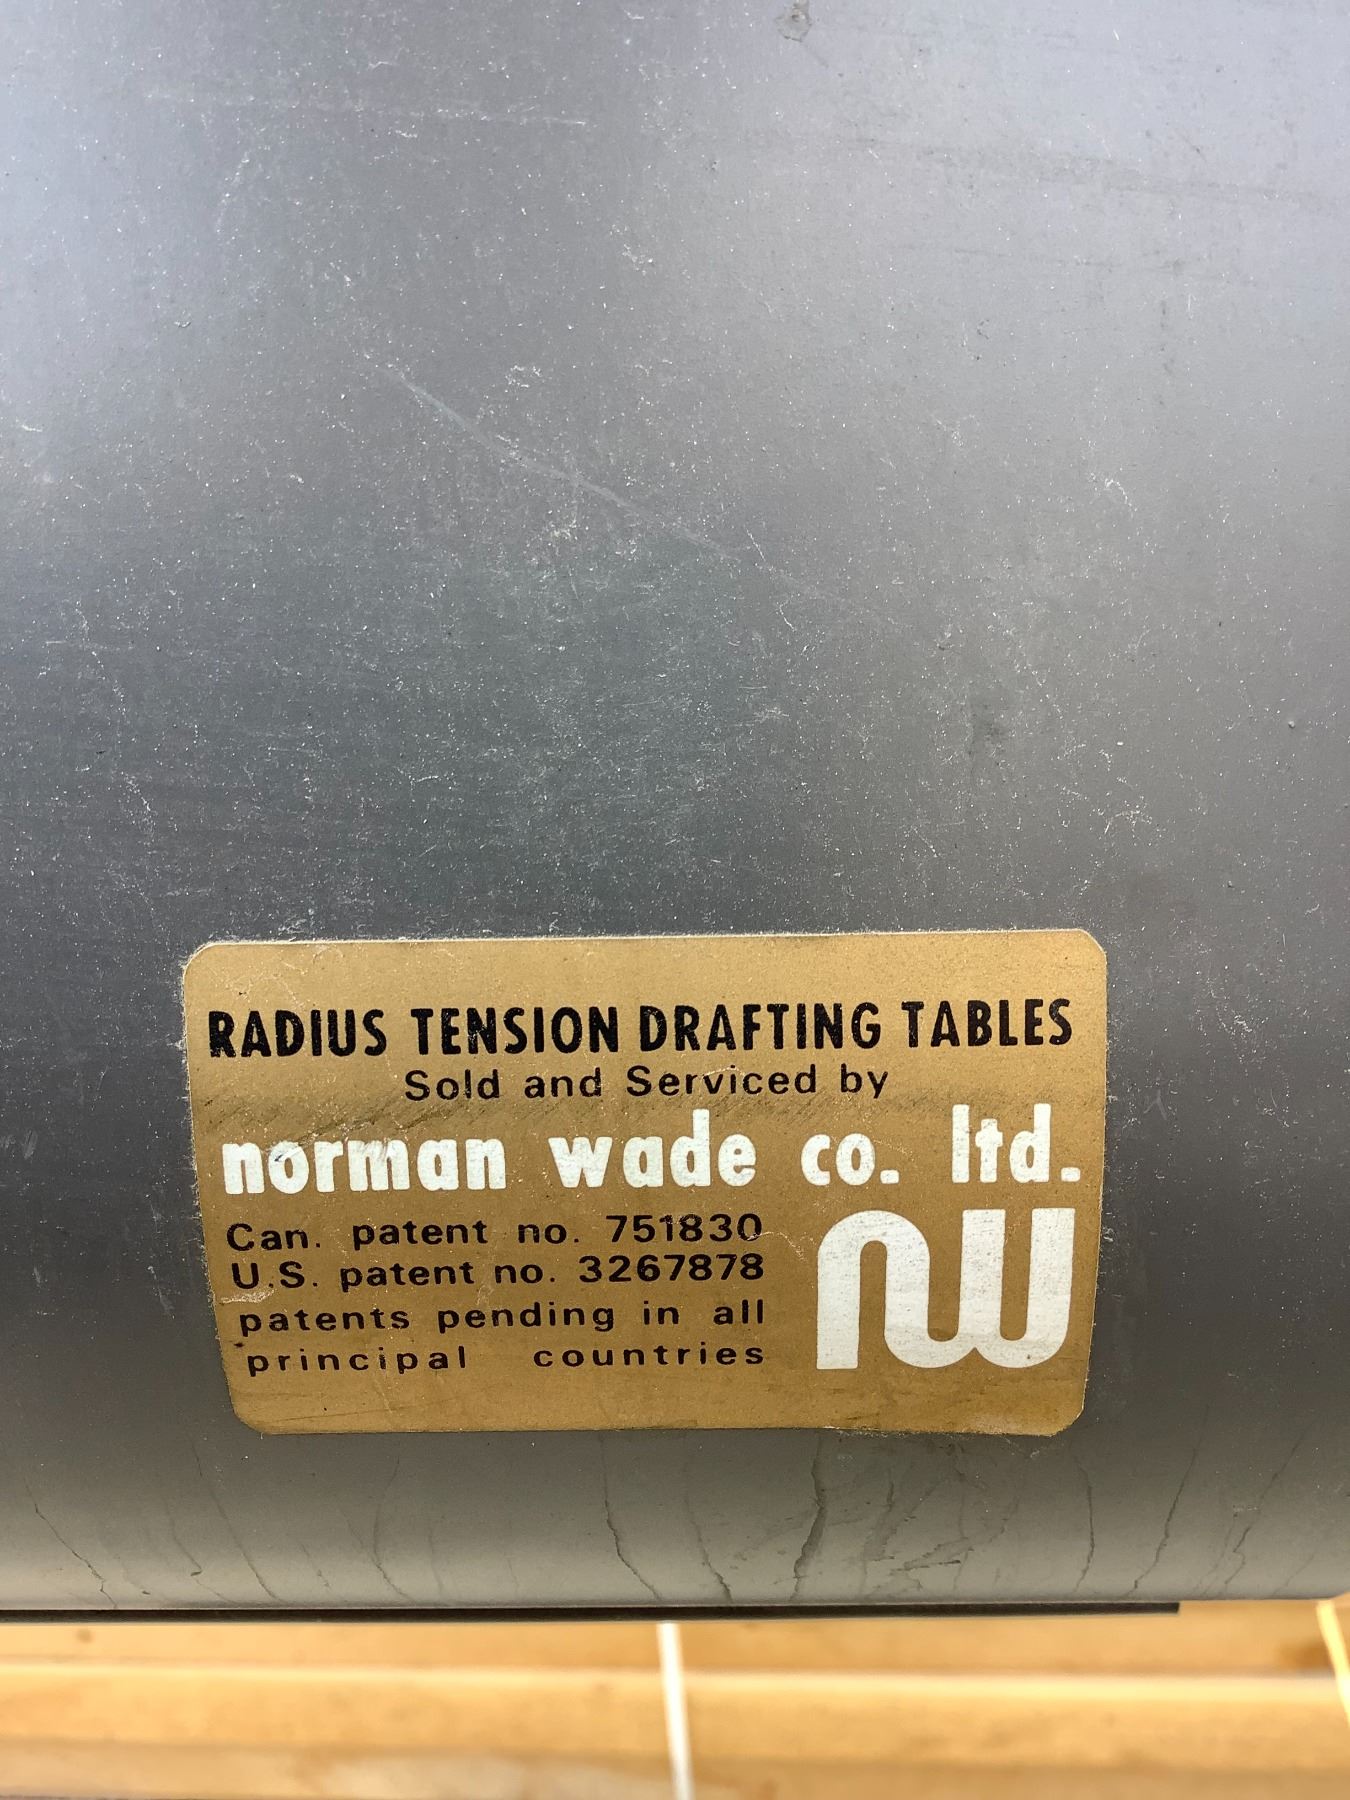 RADIUS TENSION DRAFTING TABLES
Sold and Serviced by
norman wade co. ltd.
Can. patent no. 751830
U.S. patent no. 3267878
patents pending in all
principal countries
nw